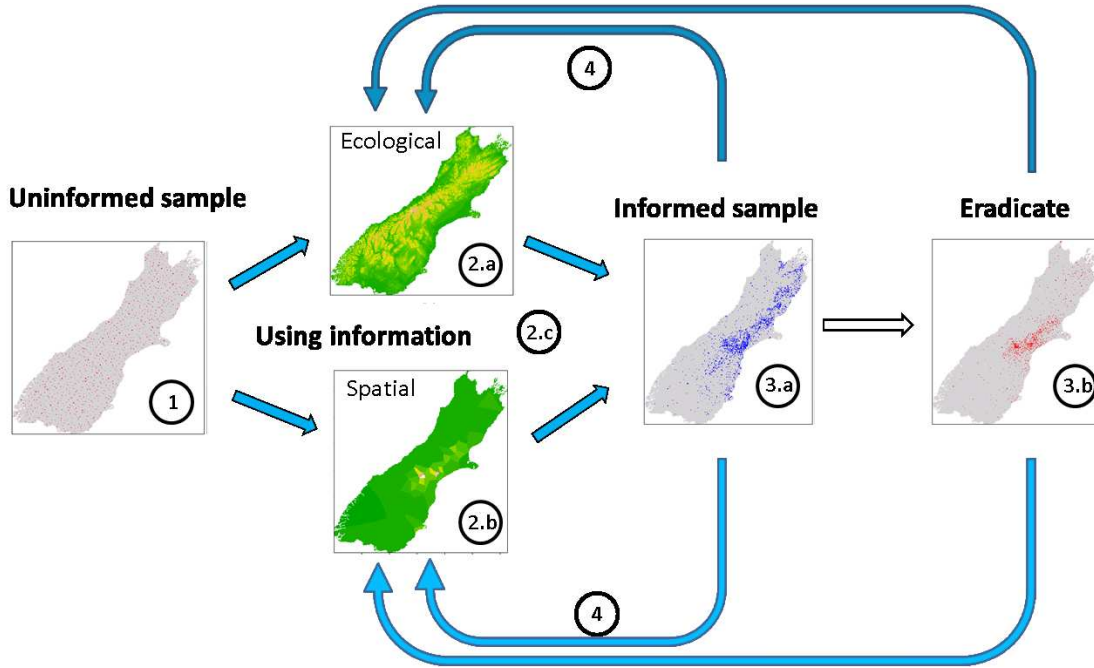 4
Ecological
Uninformed sample
Informed sample
Eradicate
2.a
Using information
2.c
Spatial
1
3.a
3.b
2.b
4